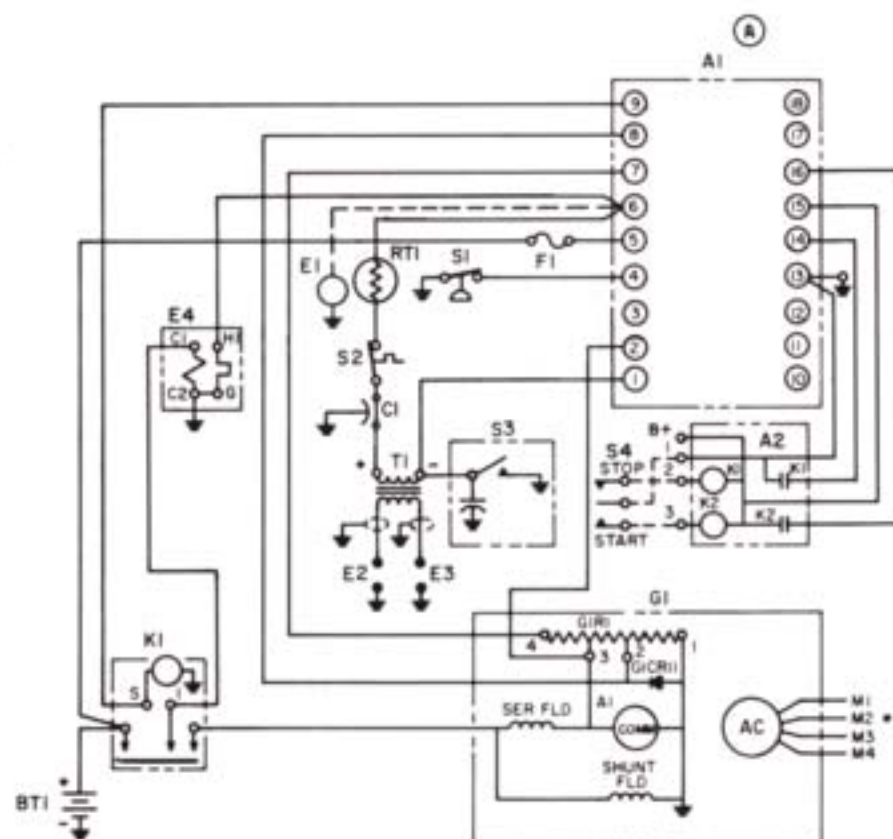 A
A1
9
18
8
17
7
16
6
15
5
14
4
13
3
12
2
11
1
10
RT1
E1
S1
F1
E4
C1
H1
C2
G
S2
C1
B+
A2
S3
S4
STOP
1
2
K1
K1
+
T1
-
3
K2
K2
START
E2
E3
G1
G1R1
4
3
2
1
G1CR11
K1
S
I
SER FLD
A1
AC
M1
M2 *
M3
M4
SHUNT
FLD
BT1
+
-